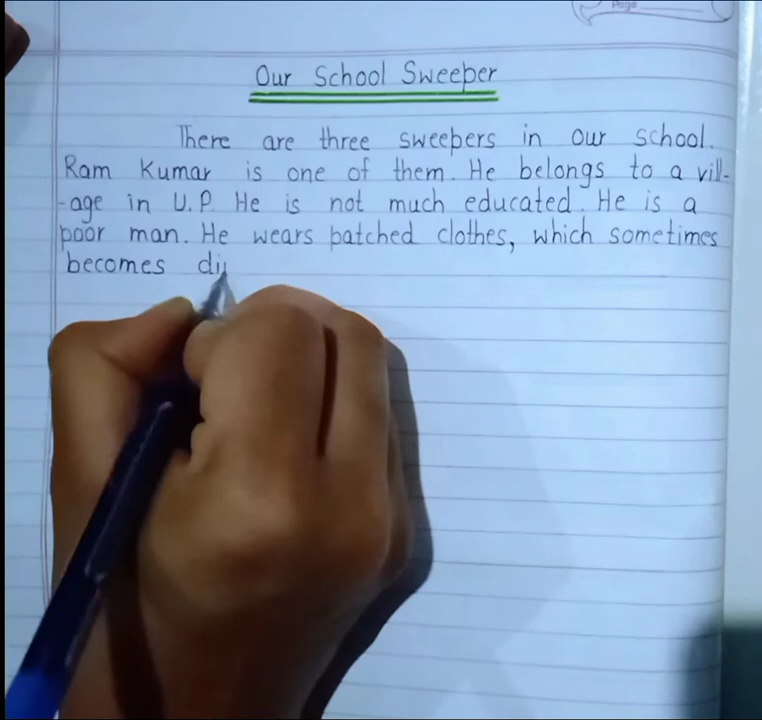 Page
Our School Sweeper
There are three sweepers in our school.
Ram Kumar is one of them. He belongs to a vill-
-age in U.P. He is not much educated. He is a
poor man. He wears patched clothes, which sometimes
becomes